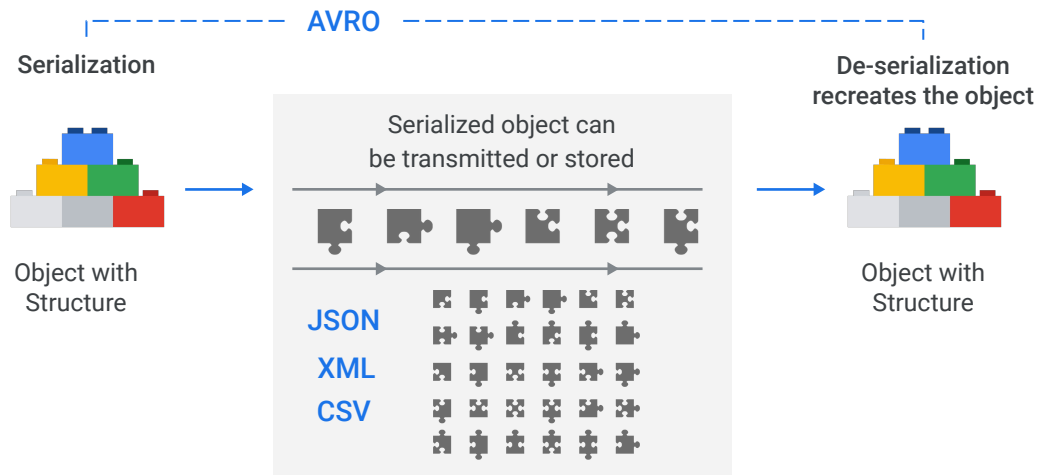 AVRO
Serialization
De-serialization
recreates the object
Serialized object can
be transmitted or stored
Object with
Structure
Object with
Structure
JSON
XML
CSV